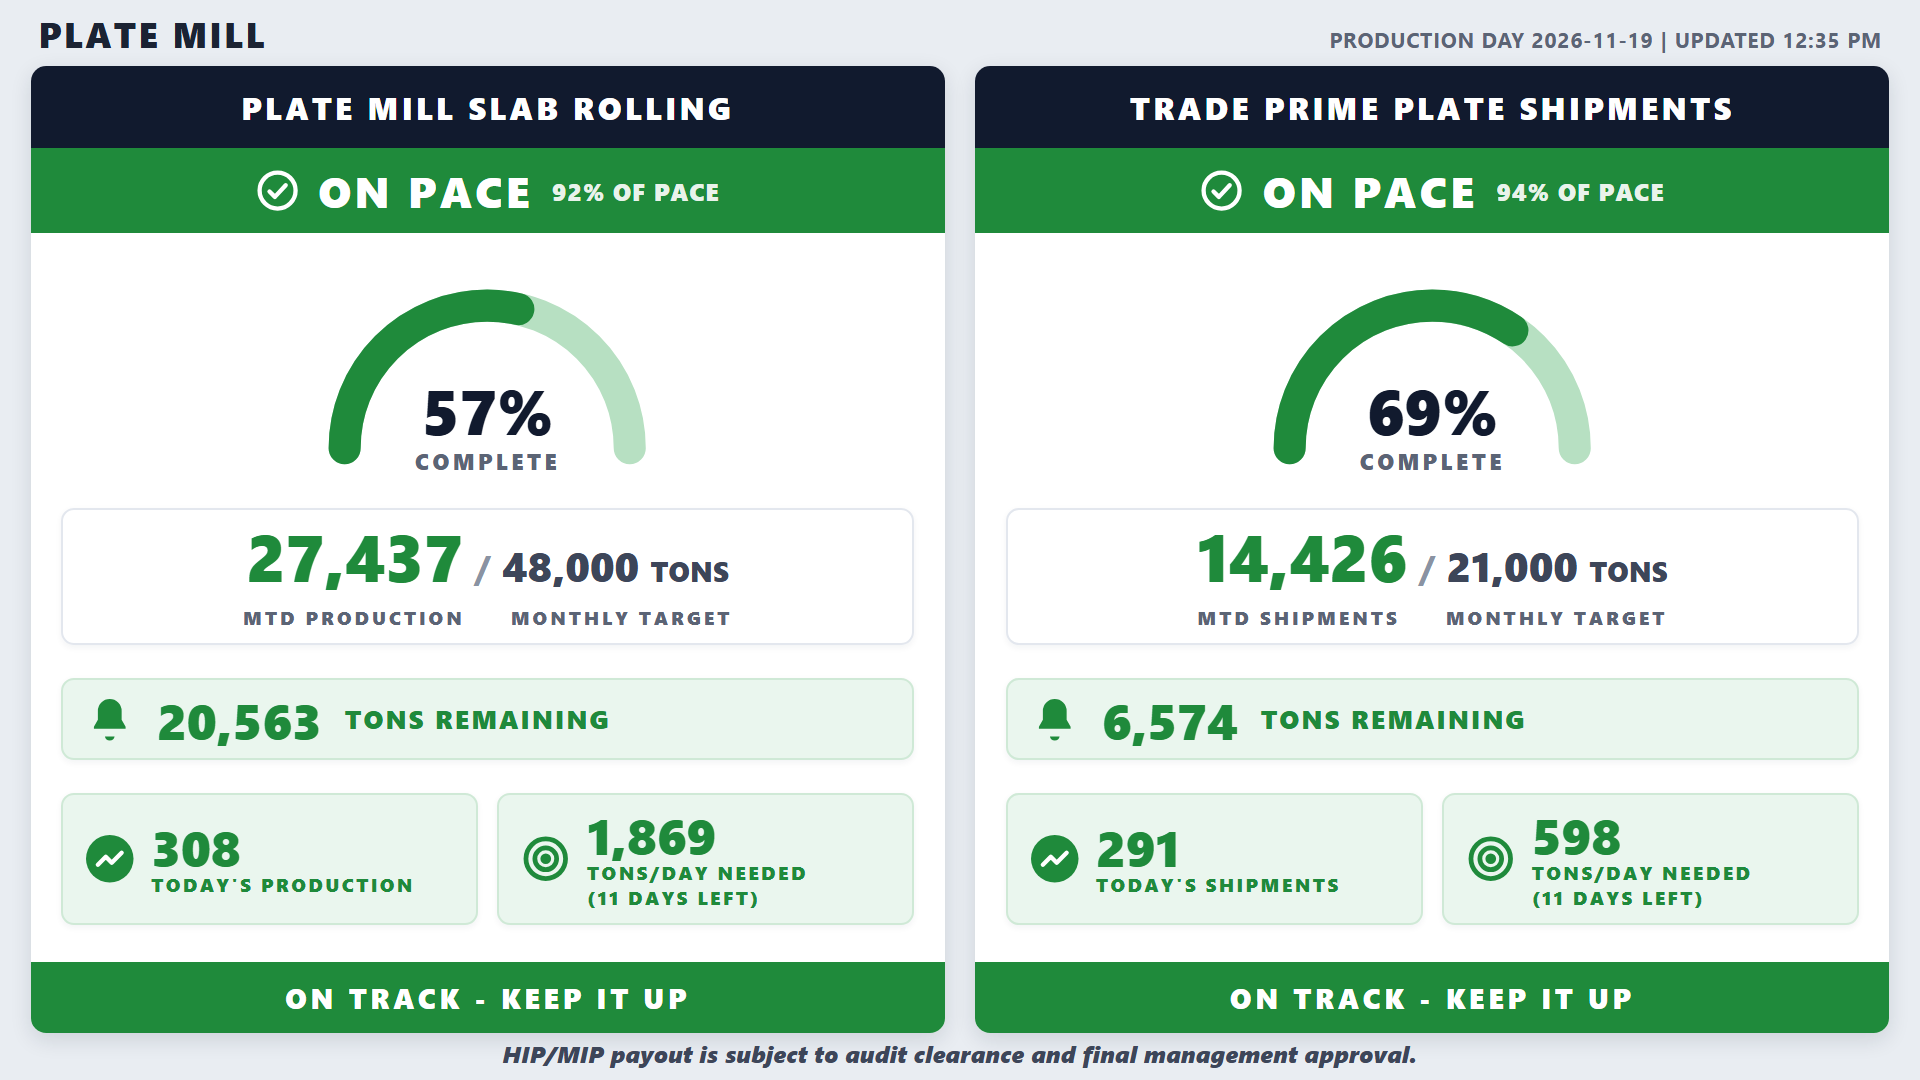 PLATE MILL
PRODUCTION DAY 2026-11-19 | UPDATED 12:35 PM
PLATE MILL SLAB ROLLING
ON PACE 92% OF PACE
57%
COMPLETE
27,437 / 48,000 TONS
MTD PRODUCTION MONTHLY TARGET
20,563 TONS REMAINING
308
TODAY'S PRODUCTION
1,869
TONS/DAY NEEDED
(11 DAYS LEFT)
ON TRACK - KEEP IT UP
TRADE PRIME PLATE SHIPMENTS
ON PACE 94% OF PACE
69%
COMPLETE
14,426 / 21,000 TONS
MTD SHIPMENTS MONTHLY TARGET
6,574 TONS REMAINING
291
TODAY'S SHIPMENTS
598
TONS/DAY NEEDED
(11 DAYS LEFT)
ON TRACK - KEEP IT UP
HIP/MIP payout is subject to audit clearance and final management approval.